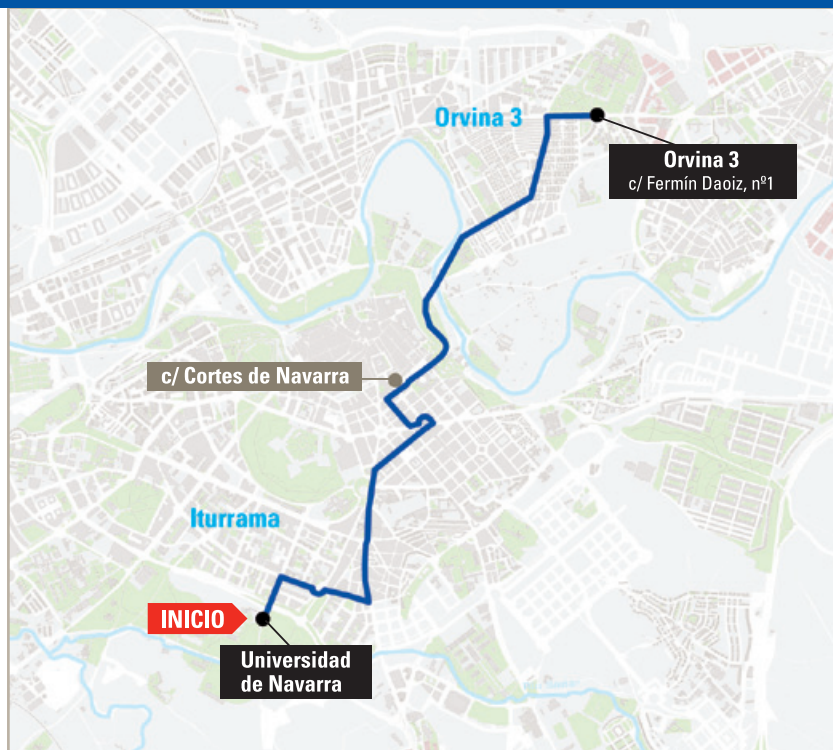 Orvina 3
Orvina 3
c/ Fermín Daoiz, nº1
c/ Cortes de Navarra
Iturrama
INICIO
Universidad
de Navarra